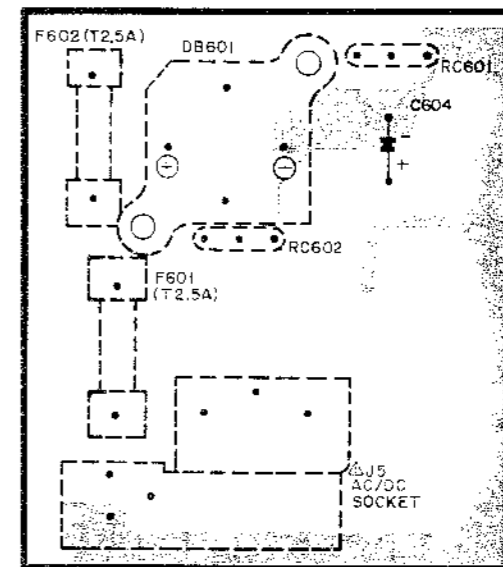 F602 (T2.5A)
DB601
RC601
C604
-
+
+
-
RC602
F601
(T2.5A)
⚠J5
AC/DC
SOCKET